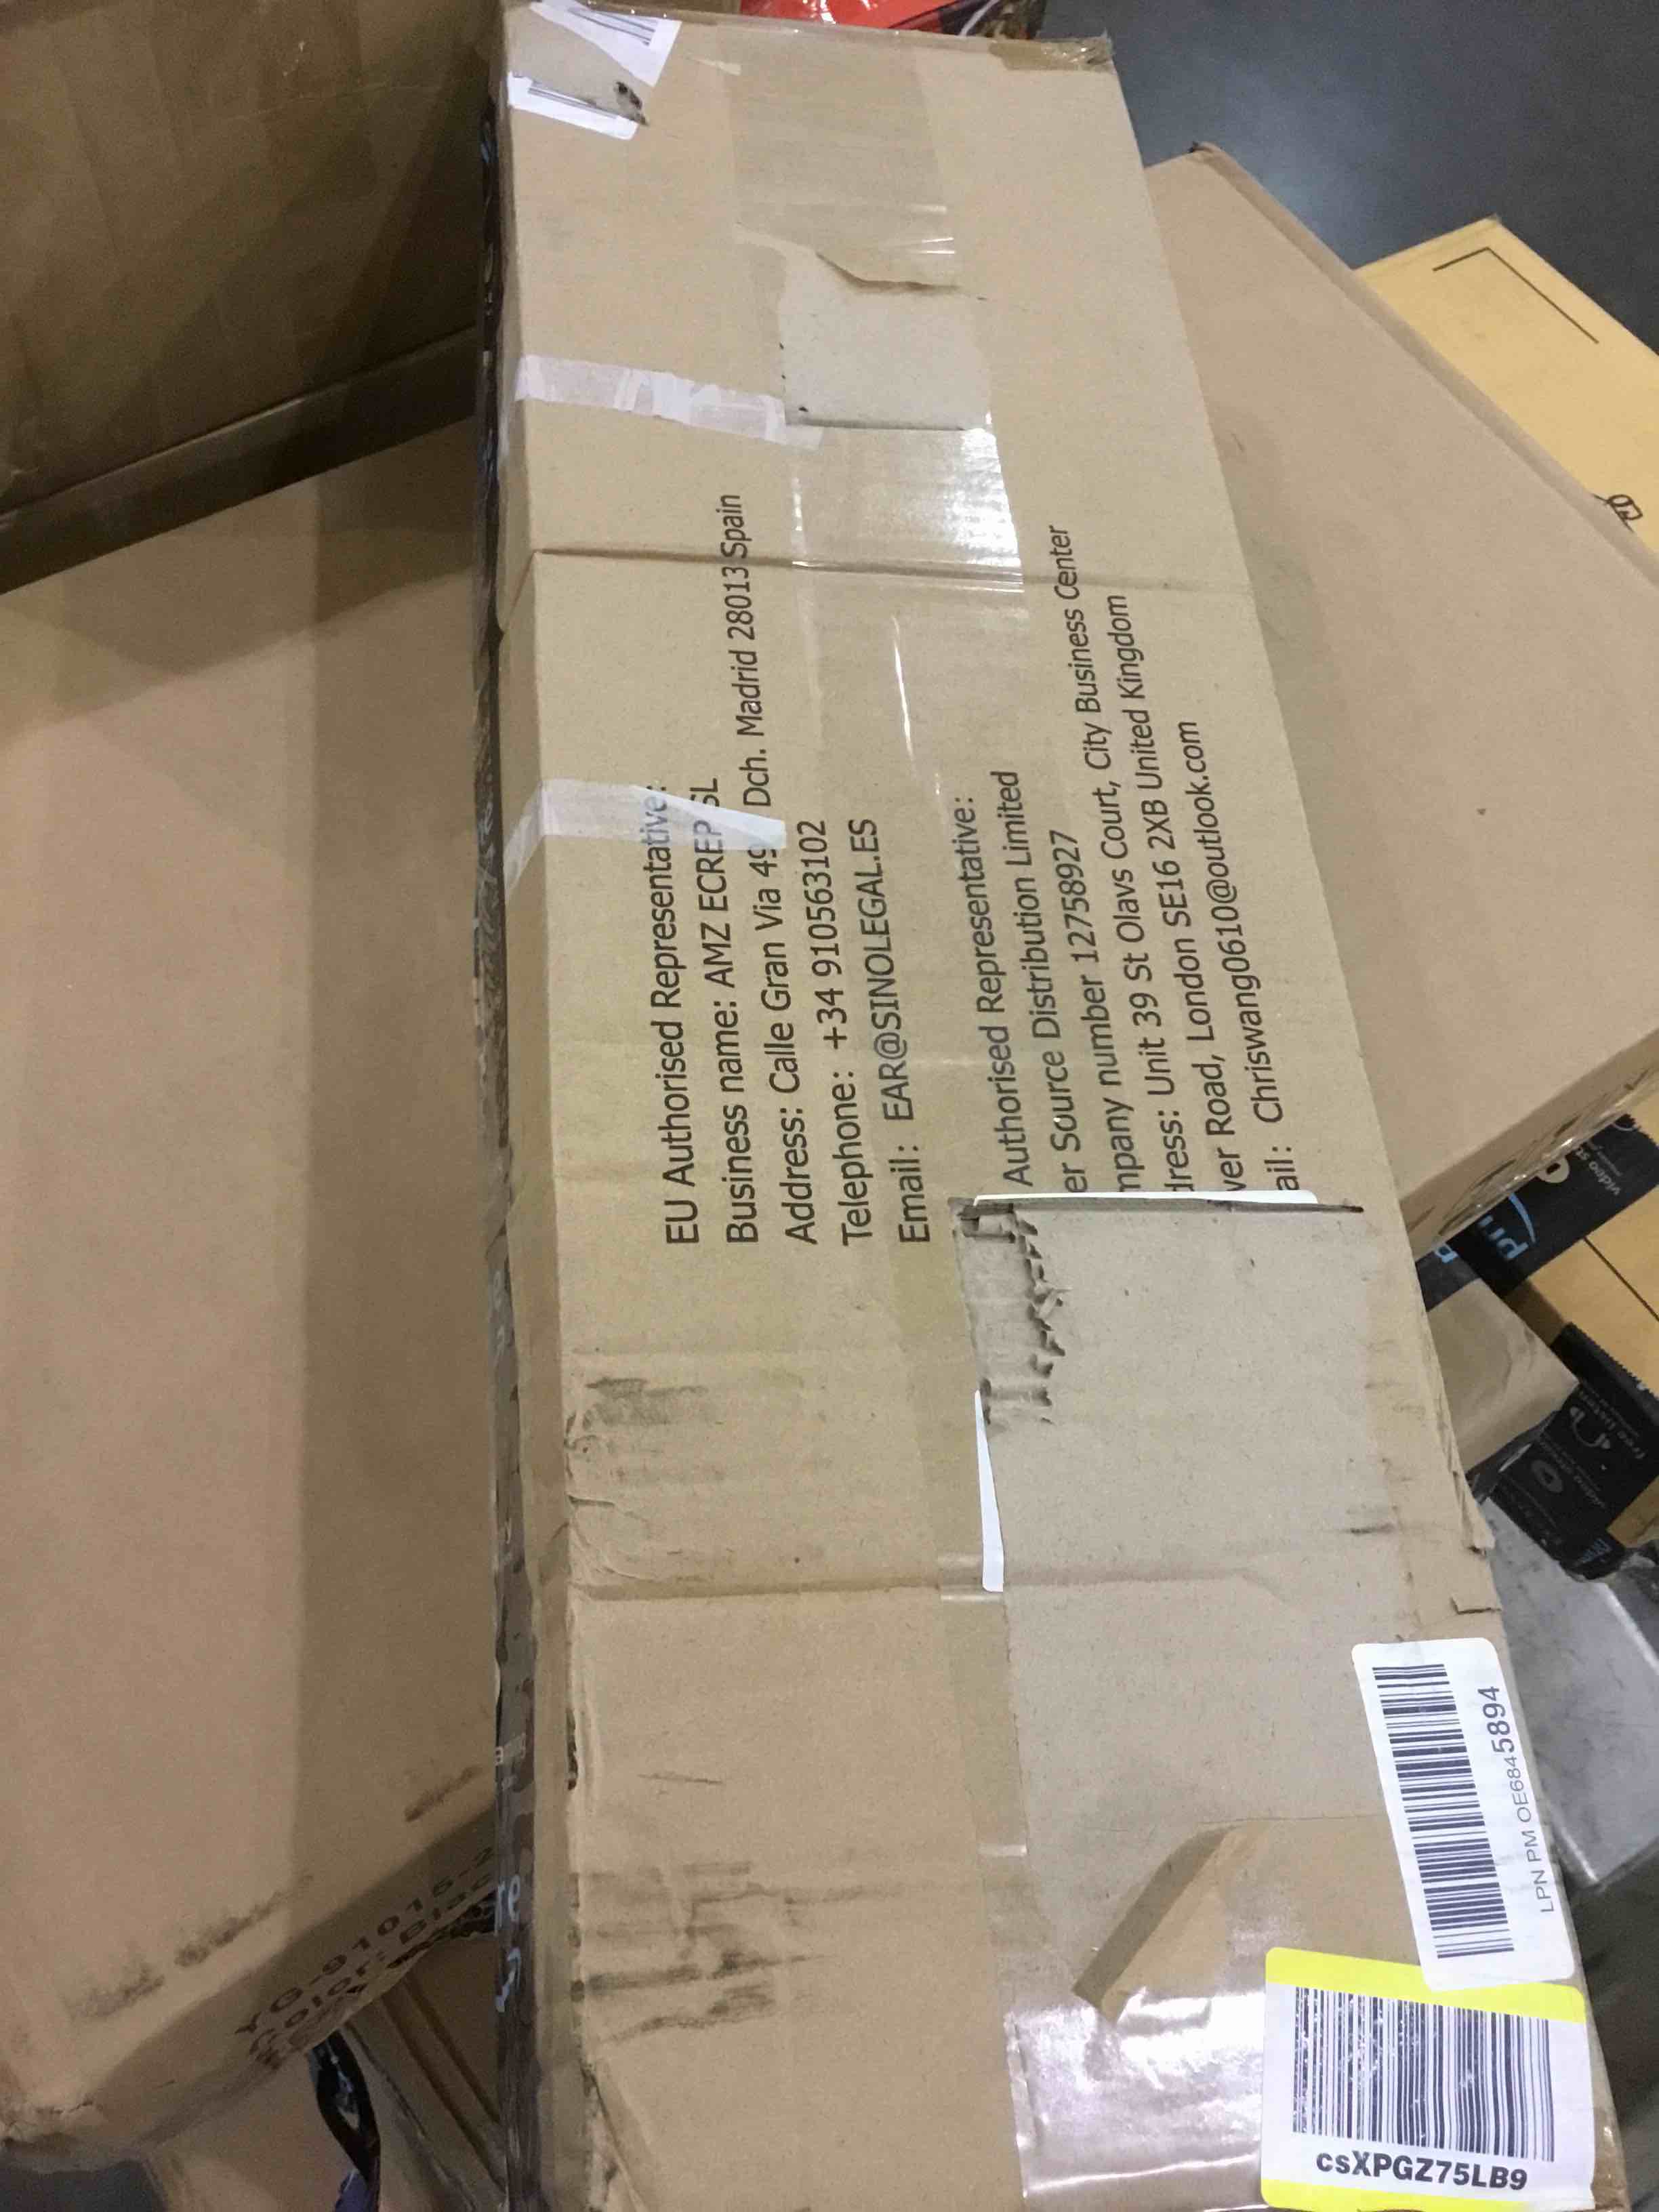 EU Authorised Representative:
Business name: AMZ ECREP SL
Address: Calle Gran Via 49 Dch. Madrid 28013 Spain
Telephone: +34 910563102
Email: EAR@SINOLEGAL.ES
Authorised Representative:
er Source Distribution Limited
mpany number 12758927
dress: Unit 39 St Olavs Court, City Business Center
ver Road, London SE16 2XB United Kingdom
ail: Chriswang0610@outlook.com
LPN PM OE6845894
csXPGZ75LB9